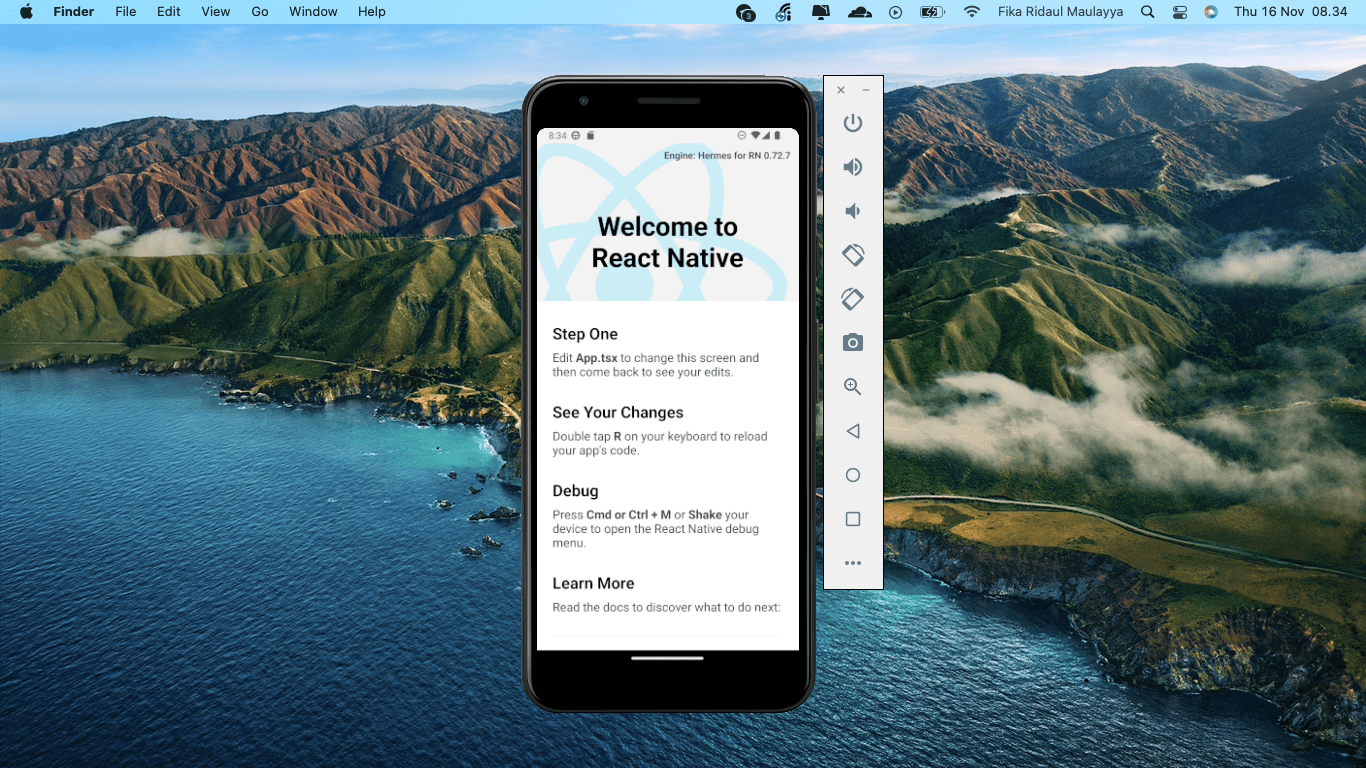 Finder File Edit View Go Window Help 3 Fika Ridaul Maulayya Thu 16 Nov 08.34
8:34
Engine: Hermes for RN 0.72.7
Welcome to
React Native
Step One
Edit App.tsx to change this screen and
then come back to see your edits.
See Your Changes
Double tap R on your keyboard to reload
your app's code.
Debug
Press Cmd or Ctrl + M or Shake your
device to open the React Native debug
menu.
Learn More
Read the docs to discover what to do next: